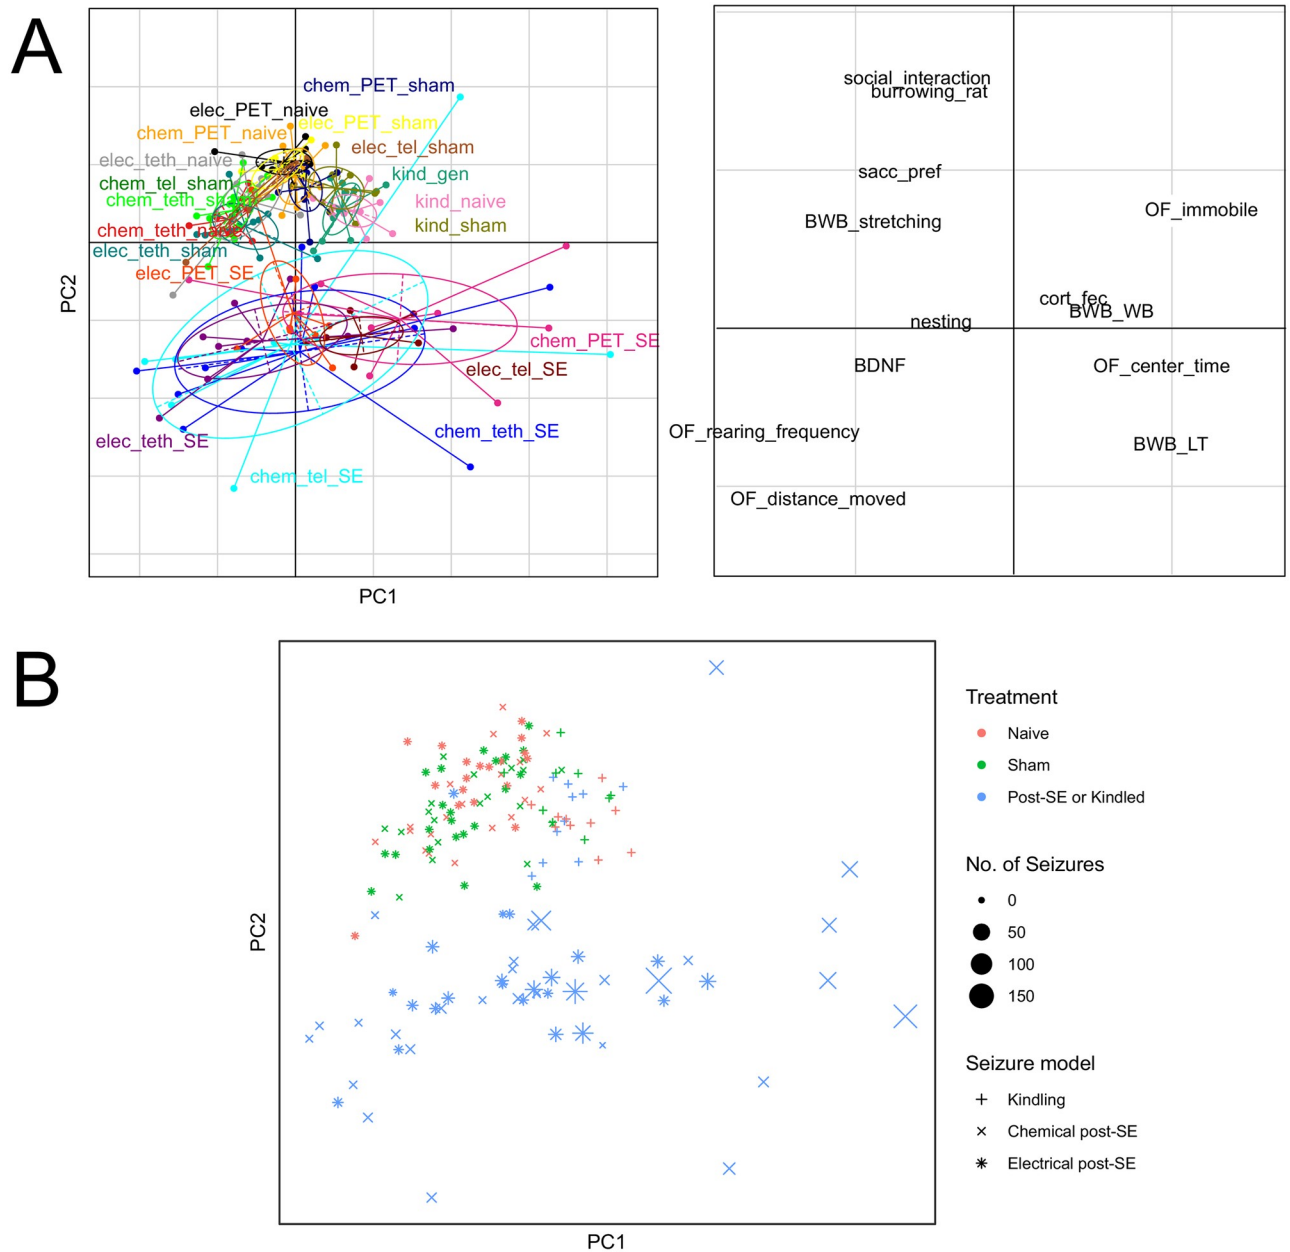 A
chem_PET_sham
elec_PET_naive
elec_PET_sham
chem_PET_naive
elec_tel_sham
elec_teth_naive
kind_gen
chem_tel_sham
chem_teth_sham
kind_naive
kind_sham
chem_teth_naive
elec_teth_sham
elec_PET_SE
chem_PET_SE
elec_tel_SE
elec_teth_SE
chem_teth_SE
chem_tel_SE
PC2
PC1
social_interaction
burrowing_rat
sacc_pref
BWB_stretching
OF_immobile
cort_fec
BWB_WB
nesting
BDNF
OF_center_time
OF_rearing_frequency
BWB_LT
OF_distance_moved
B
PC2
PC1
Treatment
Naive
Sham
Post-SE or Kindled
No. of Seizures
0
50
100
150
Seizure model
Kindling
Chemical post-SE
Electrical post-SE